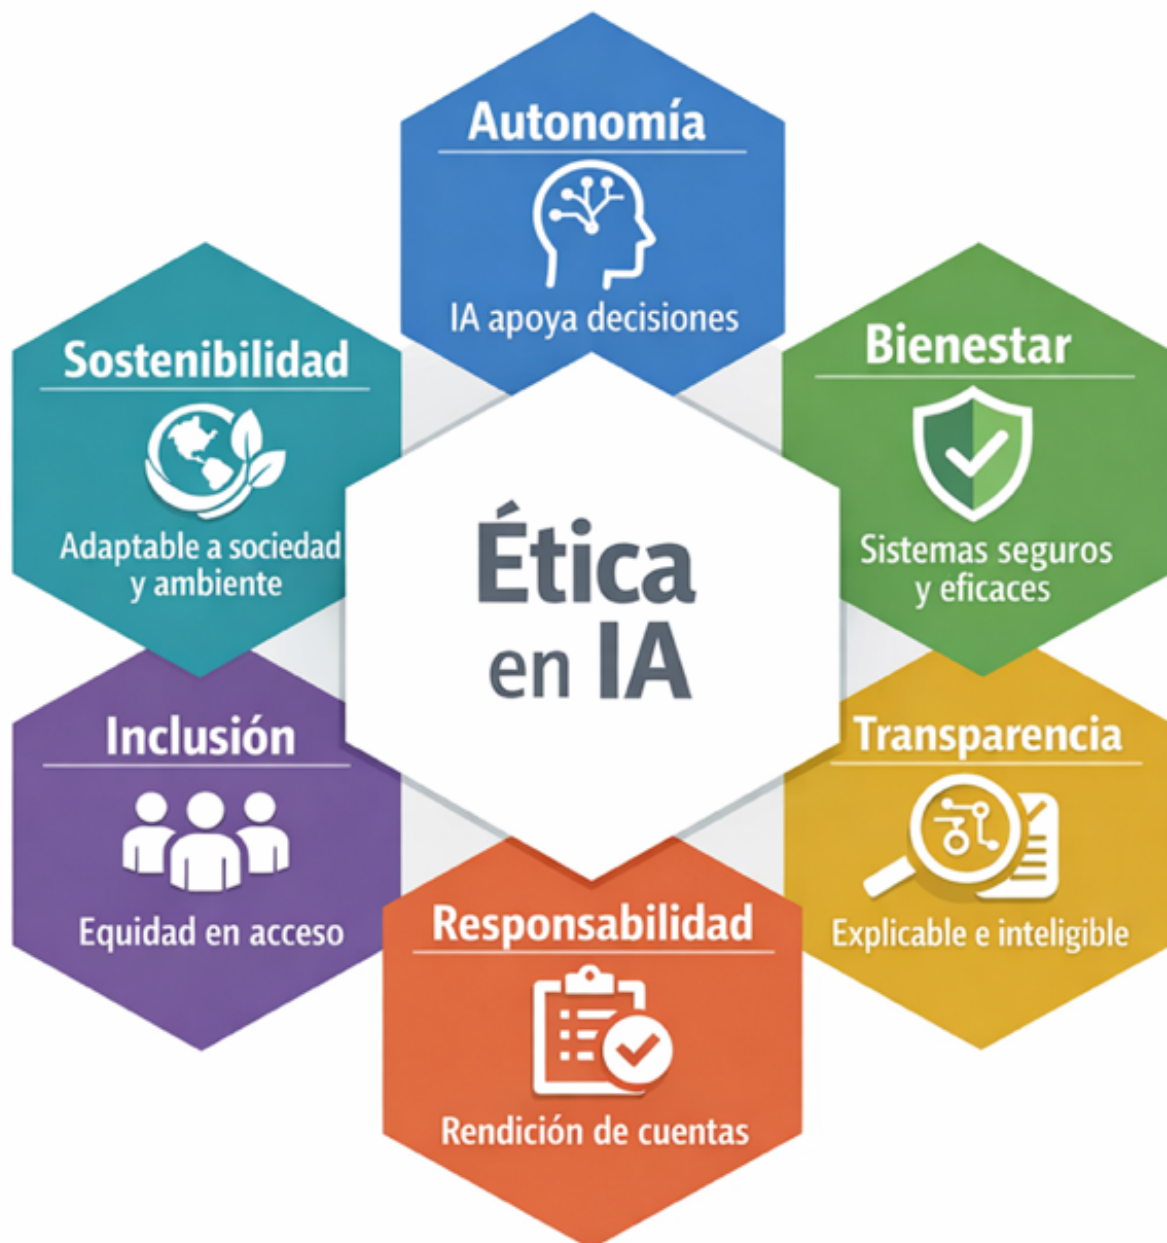 Autonomía
IA apoya decisiones
Sostenibilidad
Adaptable a sociedad
y ambiente
Bienestar
Sistemas seguros
y eficaces
Ética
en IA
Inclusión
Equidad en acceso
Transparencia
Explicable e inteligible
Responsabilidad
Rendición de cuentas